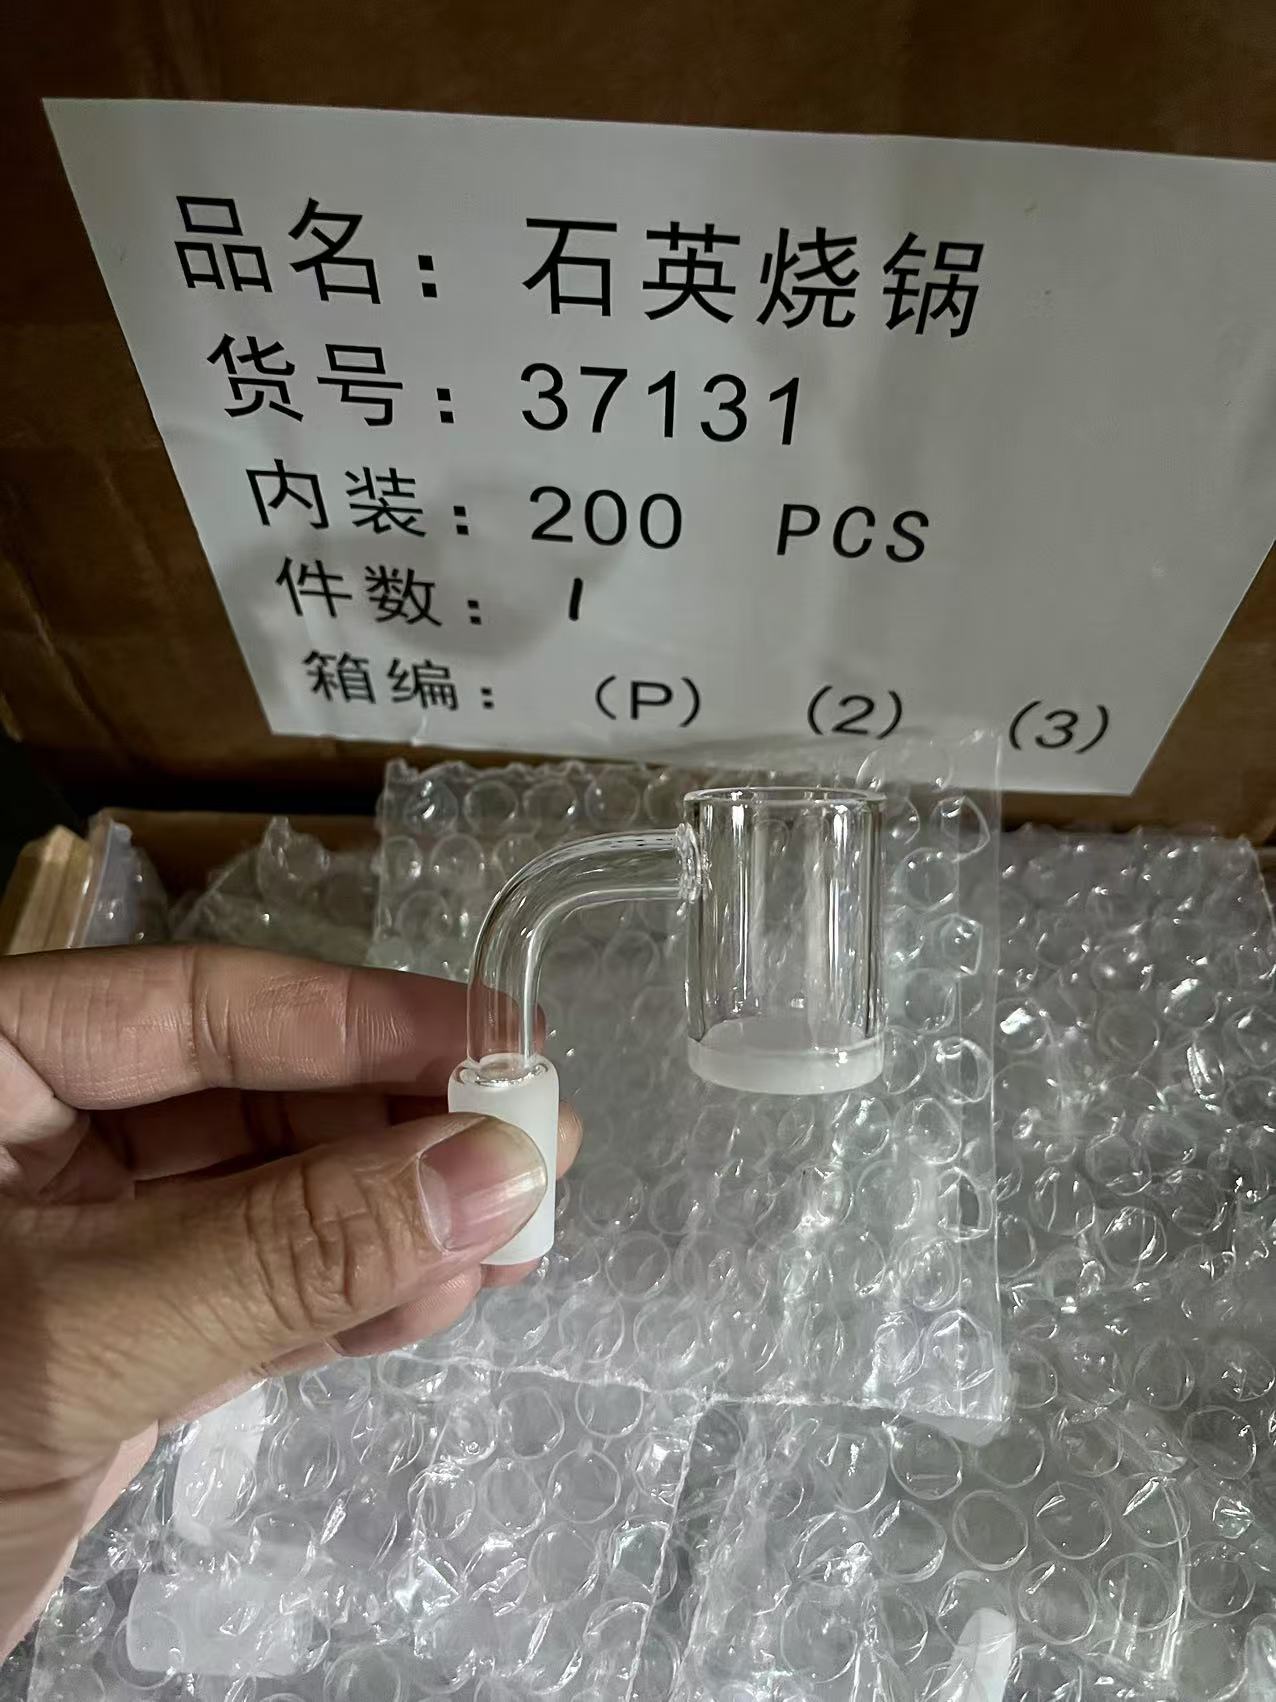 品名：石英烧锅
货号：37131
内装：200 PCS
件数：1
箱编：（P）（2）（3）